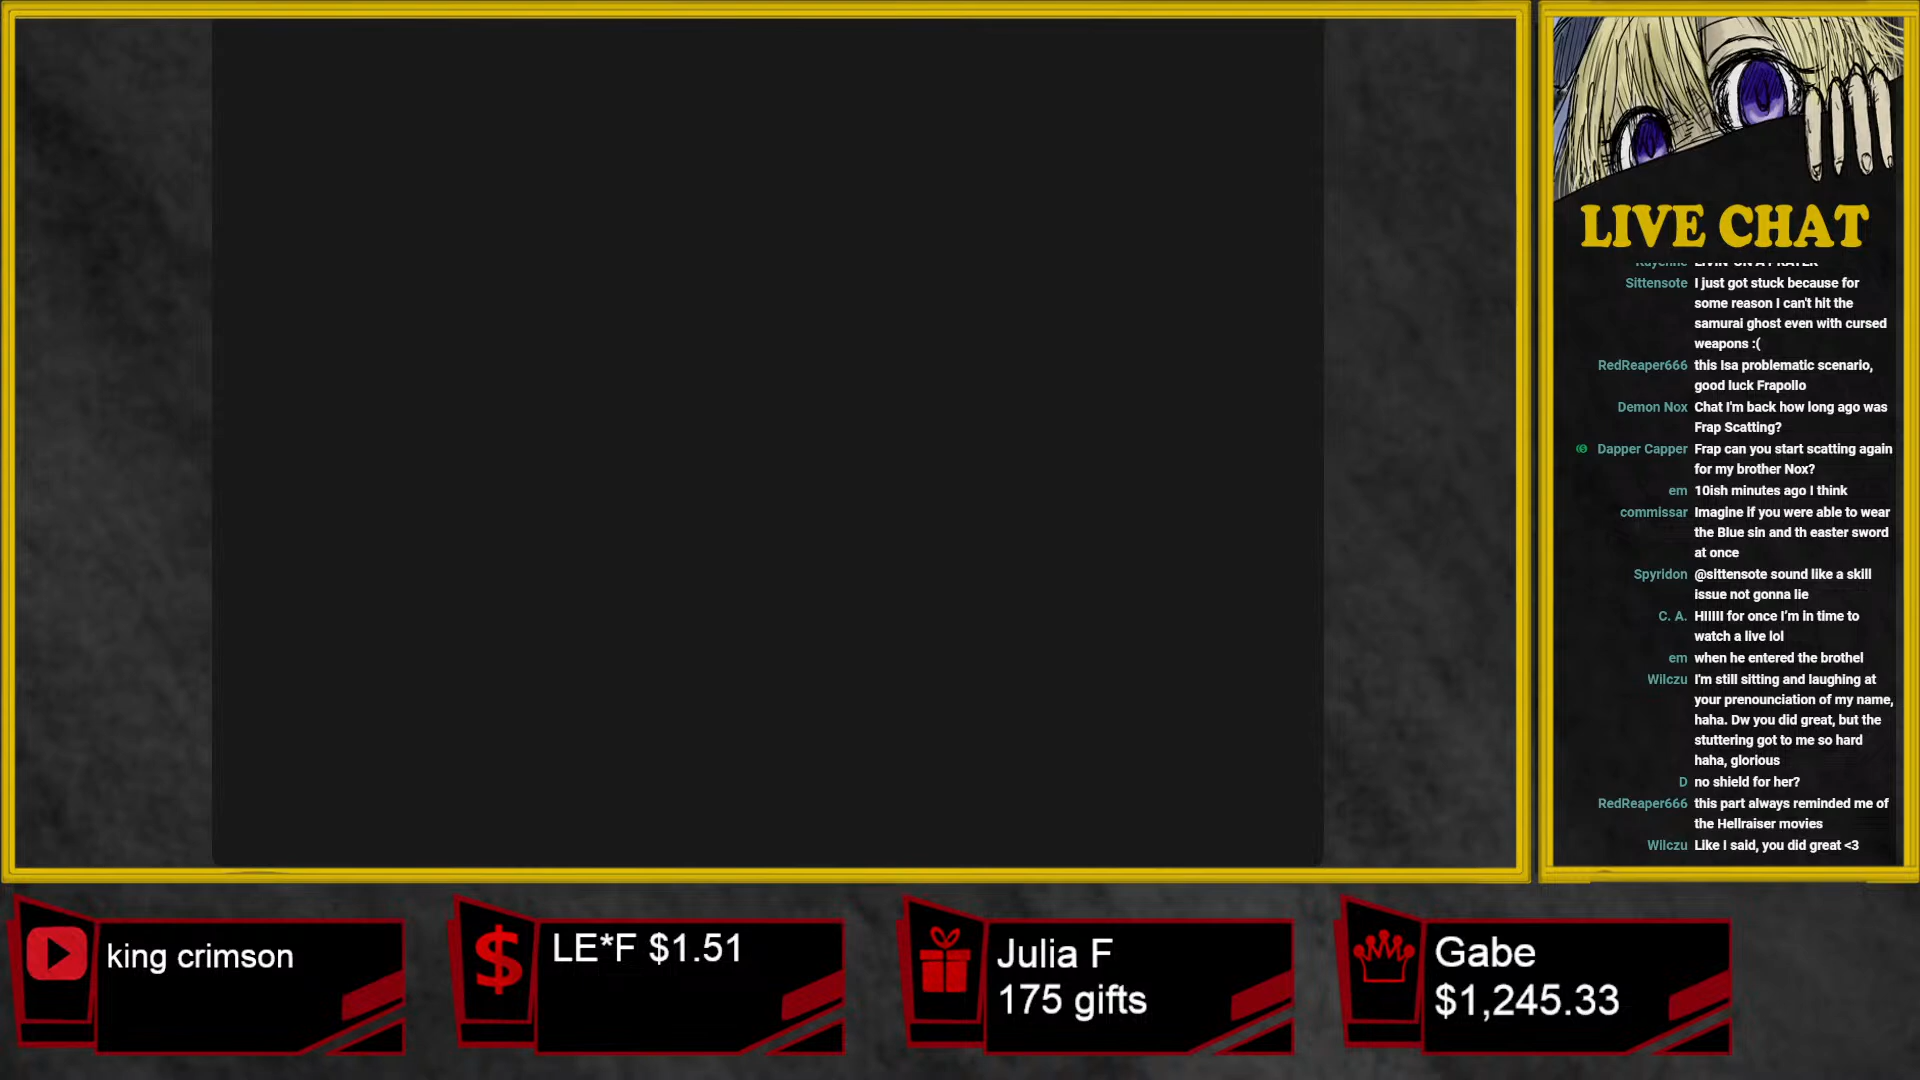 LIVE CHAT
Sittensote I just got stuck because for
some reason I can't hit the
samurai ghost even with cursed
weapons :(
RedReaper666 this Isa problematic scenario,
good luck Frapollo
Demon Nox Chat I'm back how long ago was
Frap Scatting?
Dapper Capper Frap can you start scatting again
for my brother Nox?
em 10ish minutes ago I think
commissar Imagine if you were able to wear
the Blue sin and th easter sword
at once
Spyridon @sittensote sound like a skill
issue not gonna lie
C. A. HIIIII for once I'm in time to
watch a live lol
em when he entered the brothel
Wilczu I'm still sitting and laughing at
your prenounciation of my name,
haha. Dw you did great, but the
stuttering got to me so hard
haha, glorious
D no shield for her?
RedReaper666 this part always reminded me of
the Hellraiser movies
Wilczu Like I said, you did great <3
king crimson
$ LE*F $1.51
Julia F
175 gifts
Gabe
$1,245.33